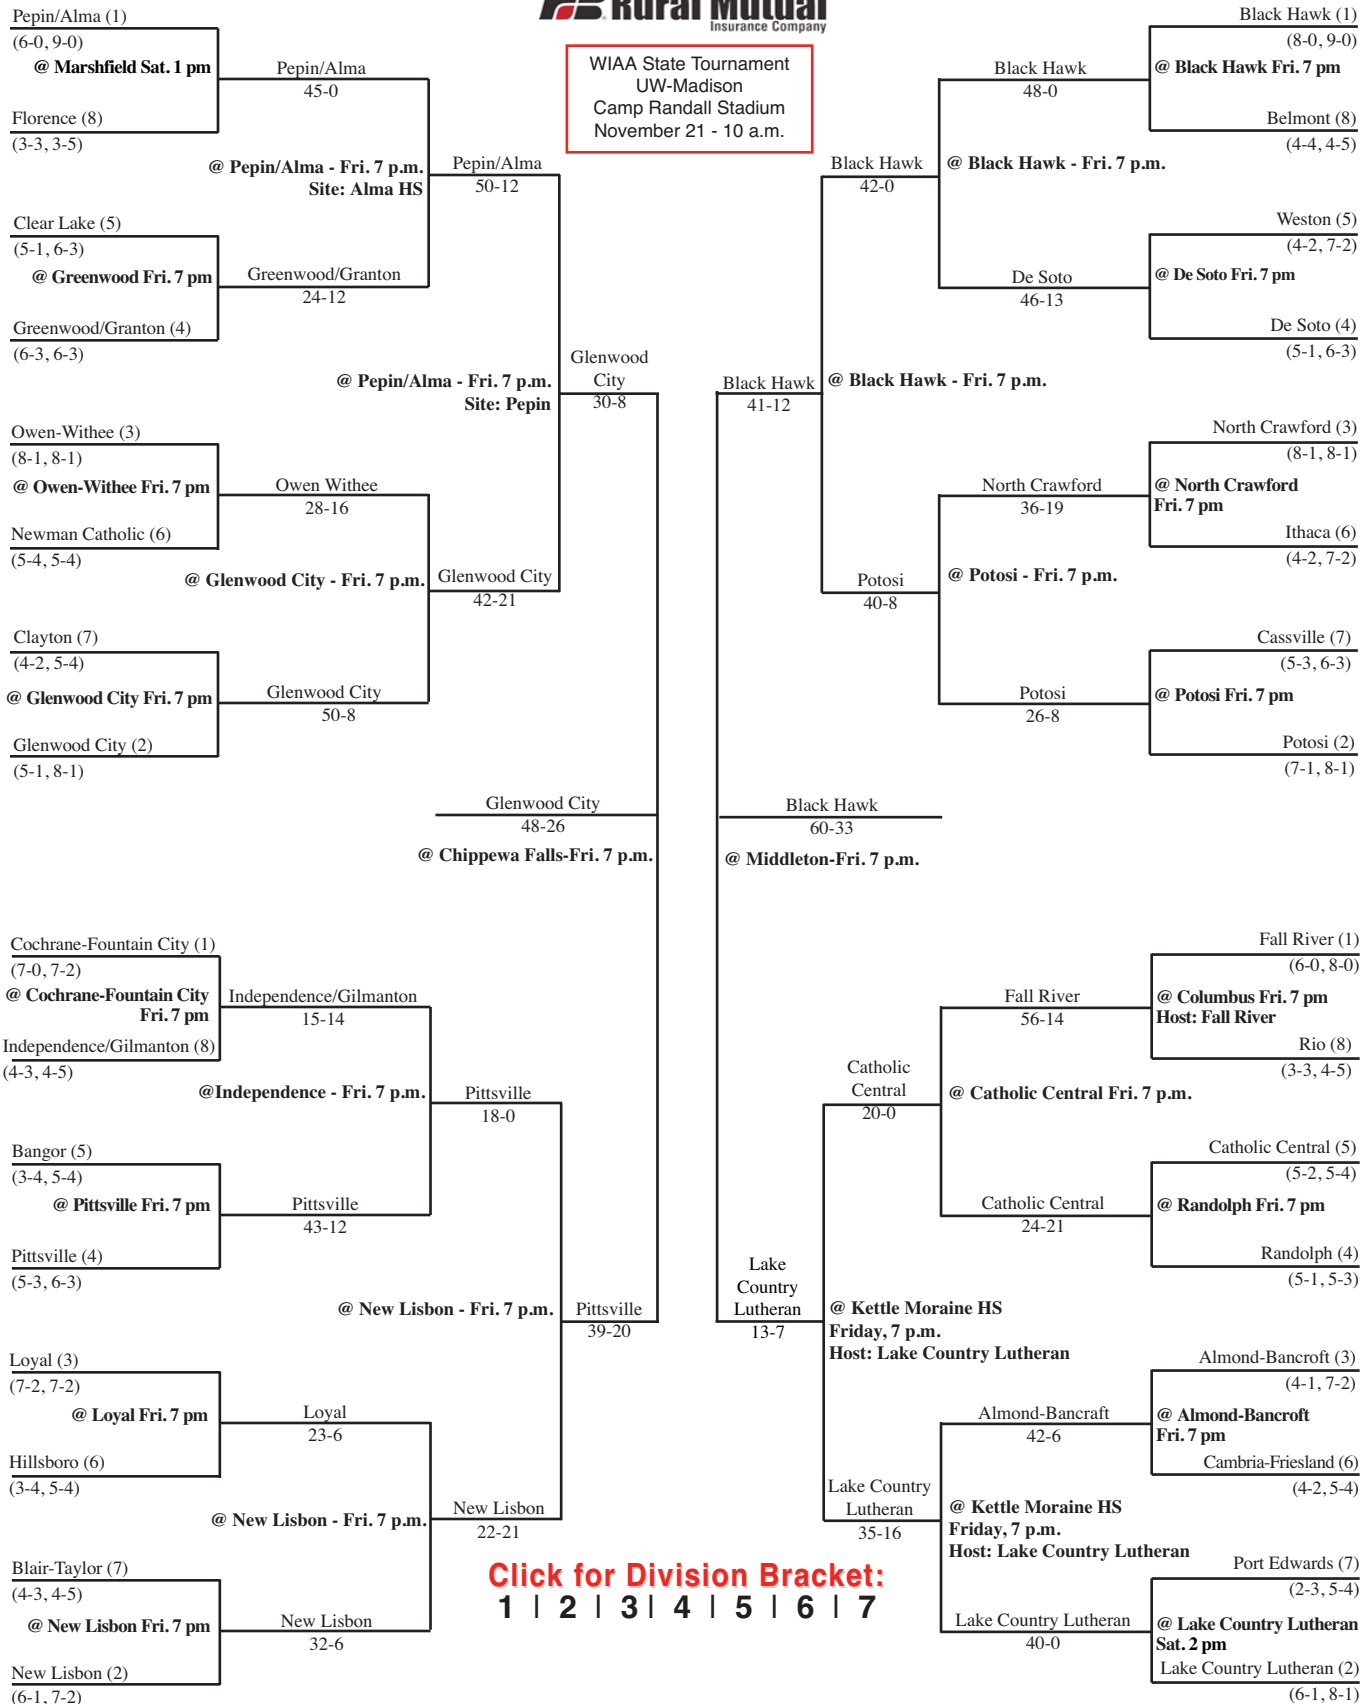 Rural Mutual
Insurance Company
WIAA State Tournament
UW-Madison
Camp Randall Stadium
November 21 - 10 a.m.
Pepin/Alma (1)
(6-0, 9-0)
@ Marshfield Sat. 1 pm
Florence (8)
(3-3, 3-5)
Pepin/Alma
45-0
@ Pepin/Alma - Fri. 7 p.m.
Site: Alma HS
Clear Lake (5)
(5-1, 6-3)
@ Greenwood Fri. 7 pm
Greenwood/Granton (4)
(6-3, 6-3)
Greenwood/Granton
24-12
Pepin/Alma
50-12
@ Pepin/Alma - Fri. 7 p.m.
Site: Pepin
Owen-Withee (3)
(8-1, 8-1)
@ Owen-Withee Fri. 7 pm
Newman Catholic (6)
(5-4, 5-4)
Owen Withee
28-16
@ Glenwood City - Fri. 7 p.m.
Clayton (7)
(4-2, 5-4)
@ Glenwood City Fri. 7 pm
Glenwood City (2)
(5-1, 8-1)
Glenwood City
50-8
Glenwood City
42-21
Glenwood
City
30-8
Glenwood City
48-26
@ Chippewa Falls-Fri. 7 p.m.
Cochrane-Fountain City (1)
(7-0, 7-2)
@ Cochrane-Fountain City
Fri. 7 pm
Independence/Gilmanton (8)
(4-3, 4-5)
Independence/Gilmanton
15-14
@Independence - Fri. 7 p.m.
Bangor (5)
(3-4, 5-4)
@ Pittsville Fri. 7 pm
Pittsville (4)
(5-3, 6-3)
Pittsville
43-12
Pittsville
18-0
@ New Lisbon - Fri. 7 p.m.
Loyal (3)
(7-2, 7-2)
@ Loyal Fri. 7 pm
Hillsboro (6)
(3-4, 5-4)
Loyal
23-6
@ New Lisbon - Fri. 7 p.m.
Blair-Taylor (7)
(4-3, 4-5)
@ New Lisbon Fri. 7 pm
New Lisbon (2)
(6-1, 7-2)
New Lisbon
32-6
New Lisbon
22-21
Pittsville
39-20
Black Hawk (1)
(8-0, 9-0)
@ Black Hawk Fri. 7 pm
Belmont (8)
(4-4, 4-5)
Black Hawk
48-0
@ Black Hawk - Fri. 7 p.m.
Weston (5)
(4-2, 7-2)
@ De Soto Fri. 7 pm
De Soto (4)
(5-1, 6-3)
De Soto
46-13
Black Hawk
42-0
@ Black Hawk - Fri. 7 p.m.
North Crawford (3)
(8-1, 8-1)
@ North Crawford
Fri. 7 pm
Ithaca (6)
(4-2, 7-2)
North Crawford
36-19
@ Potosi - Fri. 7 p.m.
Cassville (7)
(5-3, 6-3)
@ Potosi Fri. 7 pm
Potosi (2)
(7-1, 8-1)
Potosi
26-8
Potosi
40-8
Black Hawk
41-12
Black Hawk
60-33
@ Middleton-Fri. 7 p.m.
Fall River (1)
(6-0, 8-0)
@ Columbus Fri. 7 pm
Host: Fall River
Rio (8)
(3-3, 4-5)
Fall River
56-14
@ Catholic Central Fri. 7 p.m.
Catholic Central (5)
(5-2, 5-4)
@ Randolph Fri. 7 pm
Randolph (4)
(5-1, 5-3)
Catholic Central
24-21
Catholic
Central
20-0
@ Kettle Moraine HS
Friday, 7 p.m.
Host: Lake Country Lutheran
Almond-Bancroft (3)
(4-1, 7-2)
@ Almond-Bancroft
Fri. 7 pm
Cambria-Friesland (6)
(4-2, 5-4)
Almond-Bancraft
42-6
@ Kettle Moraine HS
Friday, 7 p.m.
Host: Lake Country Lutheran
Port Edwards (7)
(2-3, 5-4)
@ Lake Country Lutheran
Sat. 2 pm
Lake Country Lutheran (2)
(6-1, 8-1)
Lake Country Lutheran
40-0
Lake Country
Lutheran
35-16
Lake
Country
Lutheran
13-7
Click for Division Bracket:
1 | 2 | 3 | 4 | 5 | 6 | 7